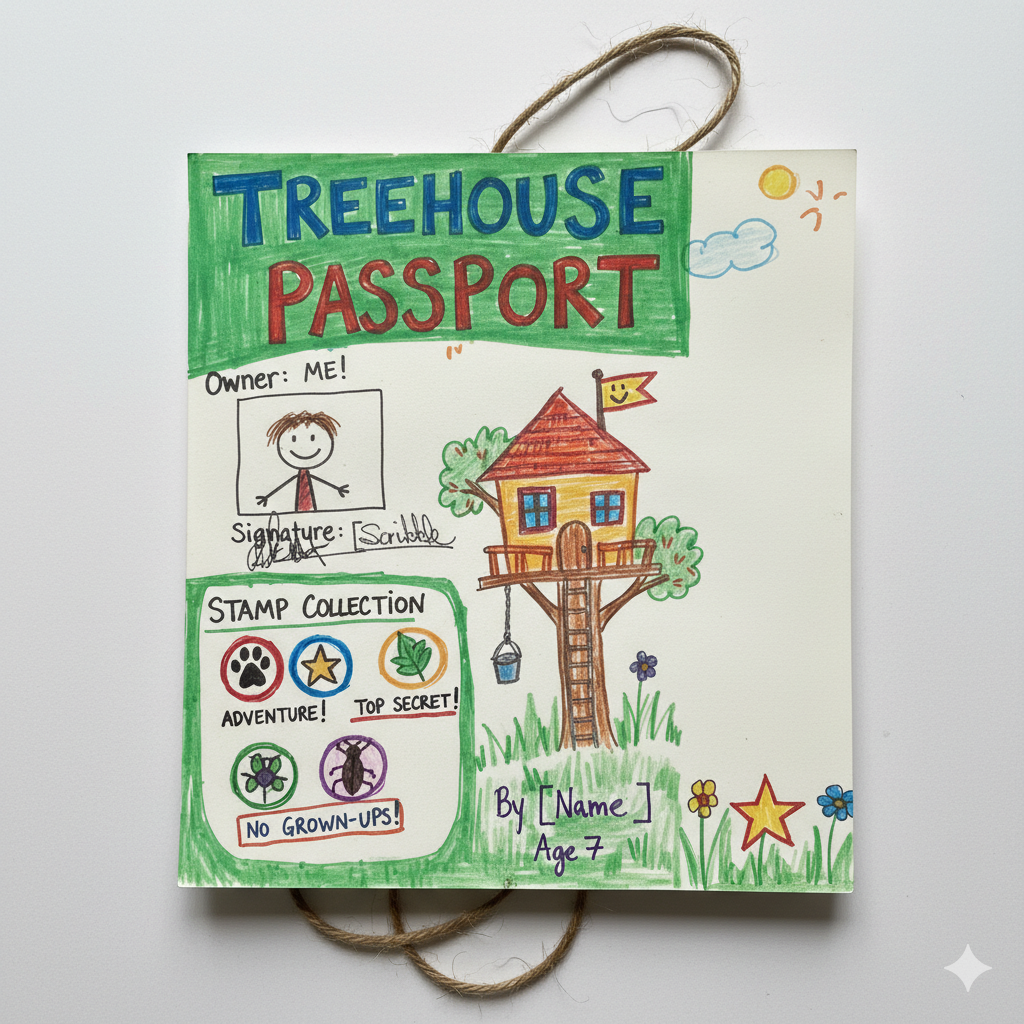 TREEHOUSE
PASSPORT
Owner: ME!
Signature: [Scribble
STAMP COLLECTION
ADVENTURE!
TOP SECRET!
NO GROWN-UPS!
By [Name]
Age 7